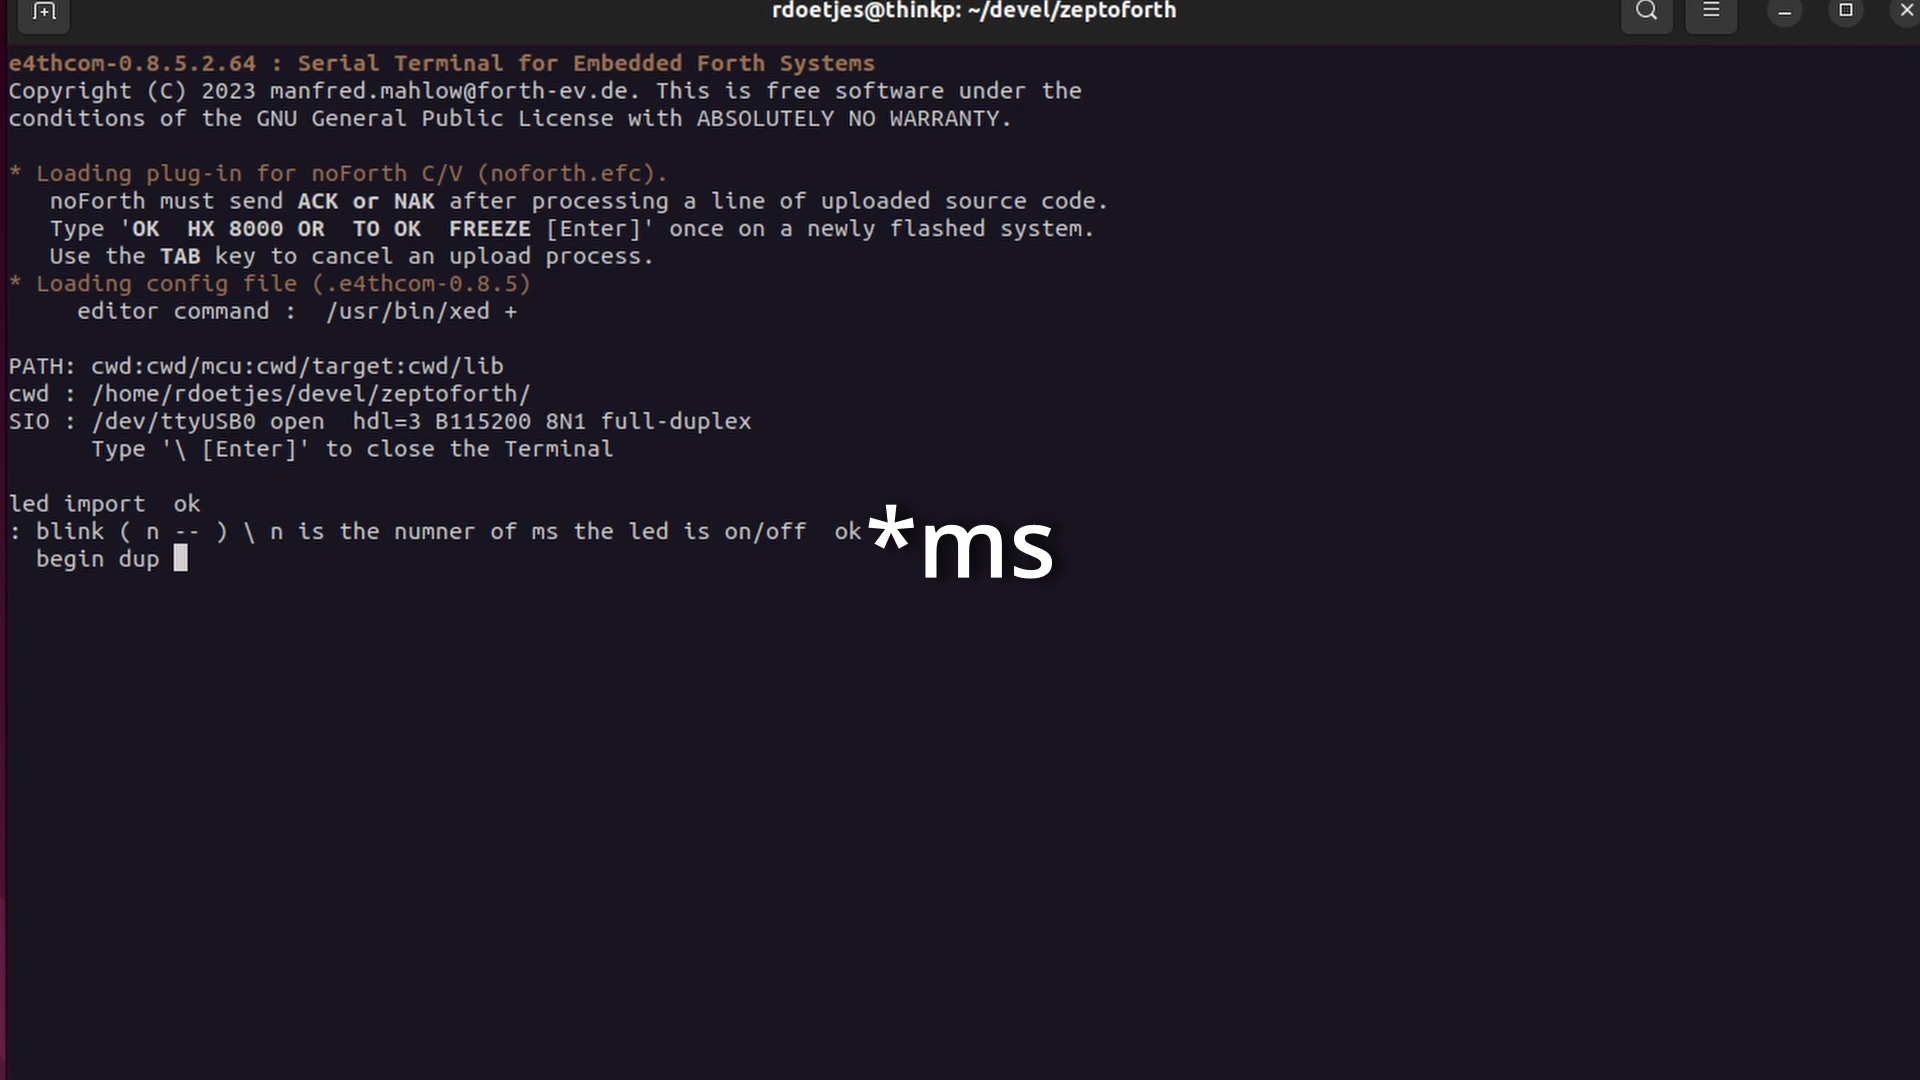 rdoetjes@thinkp: ~/devel/zeptoforth
e4thcom-0.8.5.2.64 : Serial Terminal for Embedded Forth Systems
Copyright (C) 2023 manfred.mahlow@forth-ev.de. This is free software under the
conditions of the GNU General Public License with ABSOLUTELY NO WARRANTY.
* Loading plug-in for noForth C/V (noforth.efc).
noForth must send ACK or NAK after processing a line of uploaded source code.
Type 'OK  HX 8000 OR  TO OK  FREEZE [Enter]' once on a newly flashed system.
Use the TAB key to cancel an upload process.
* Loading config file (.e4thcom-0.8.5)
editor command :  /usr/bin/xed +
PATH: cwd:cwd/mcu:cwd/target:cwd/lib
cwd : /home/rdoetjes/devel/zeptoforth/
SIO : /dev/ttyUSB0 open  hdl=3 B115200 8N1 full-duplex
Type '\ [Enter]' to close the Terminal
led import  ok
: blink ( n -- ) \ n is the numner of ms the led is on/off  ok
*ms
begin dup